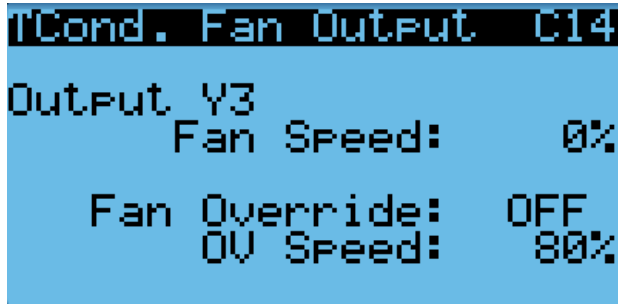 TCond. Fan Output C14
Output Y3
Fan Speed: 0%
Fan Override: OFF
OV Speed: 80%